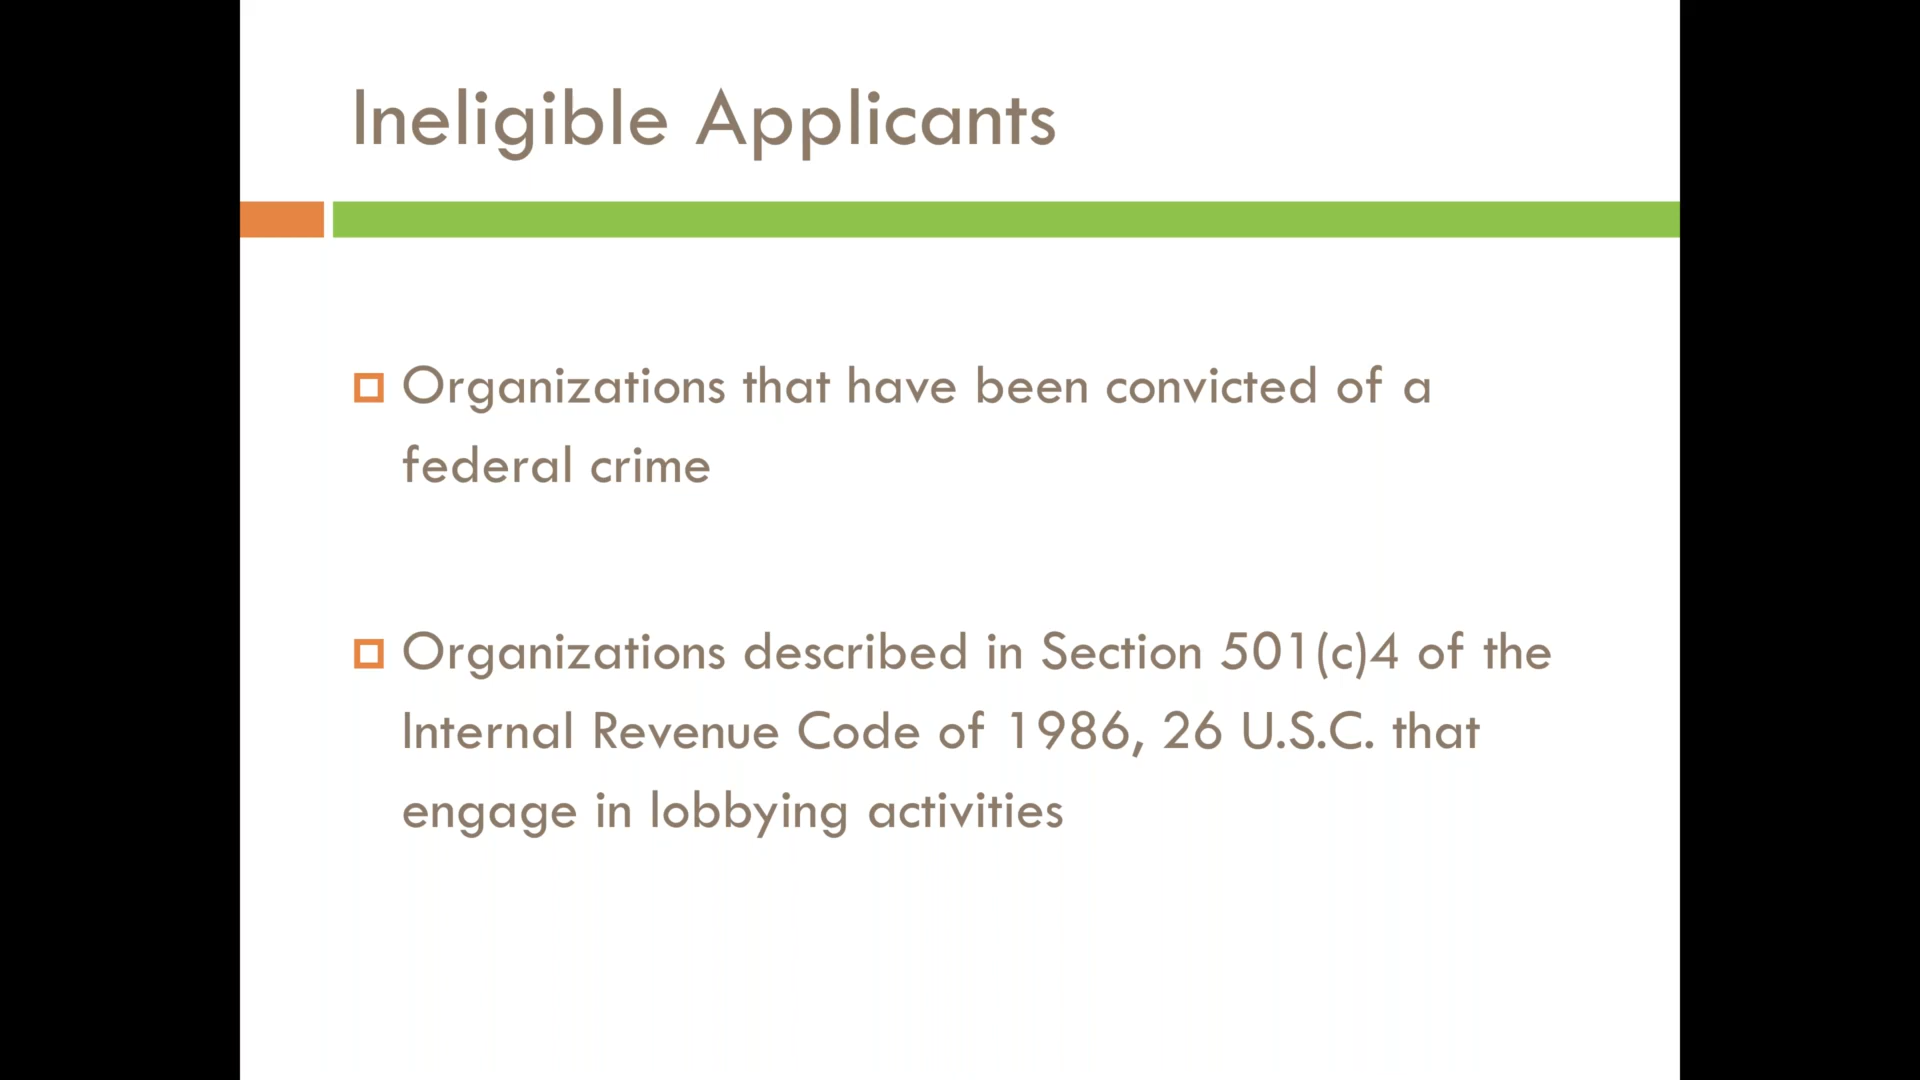 Ineligible Applicants
Organizations that have been convicted of a
federal crime
Organizations described in Section 501(c)4 of the
Internal Revenue Code of 1986, 26 U.S.C. that
engage in lobbying activities